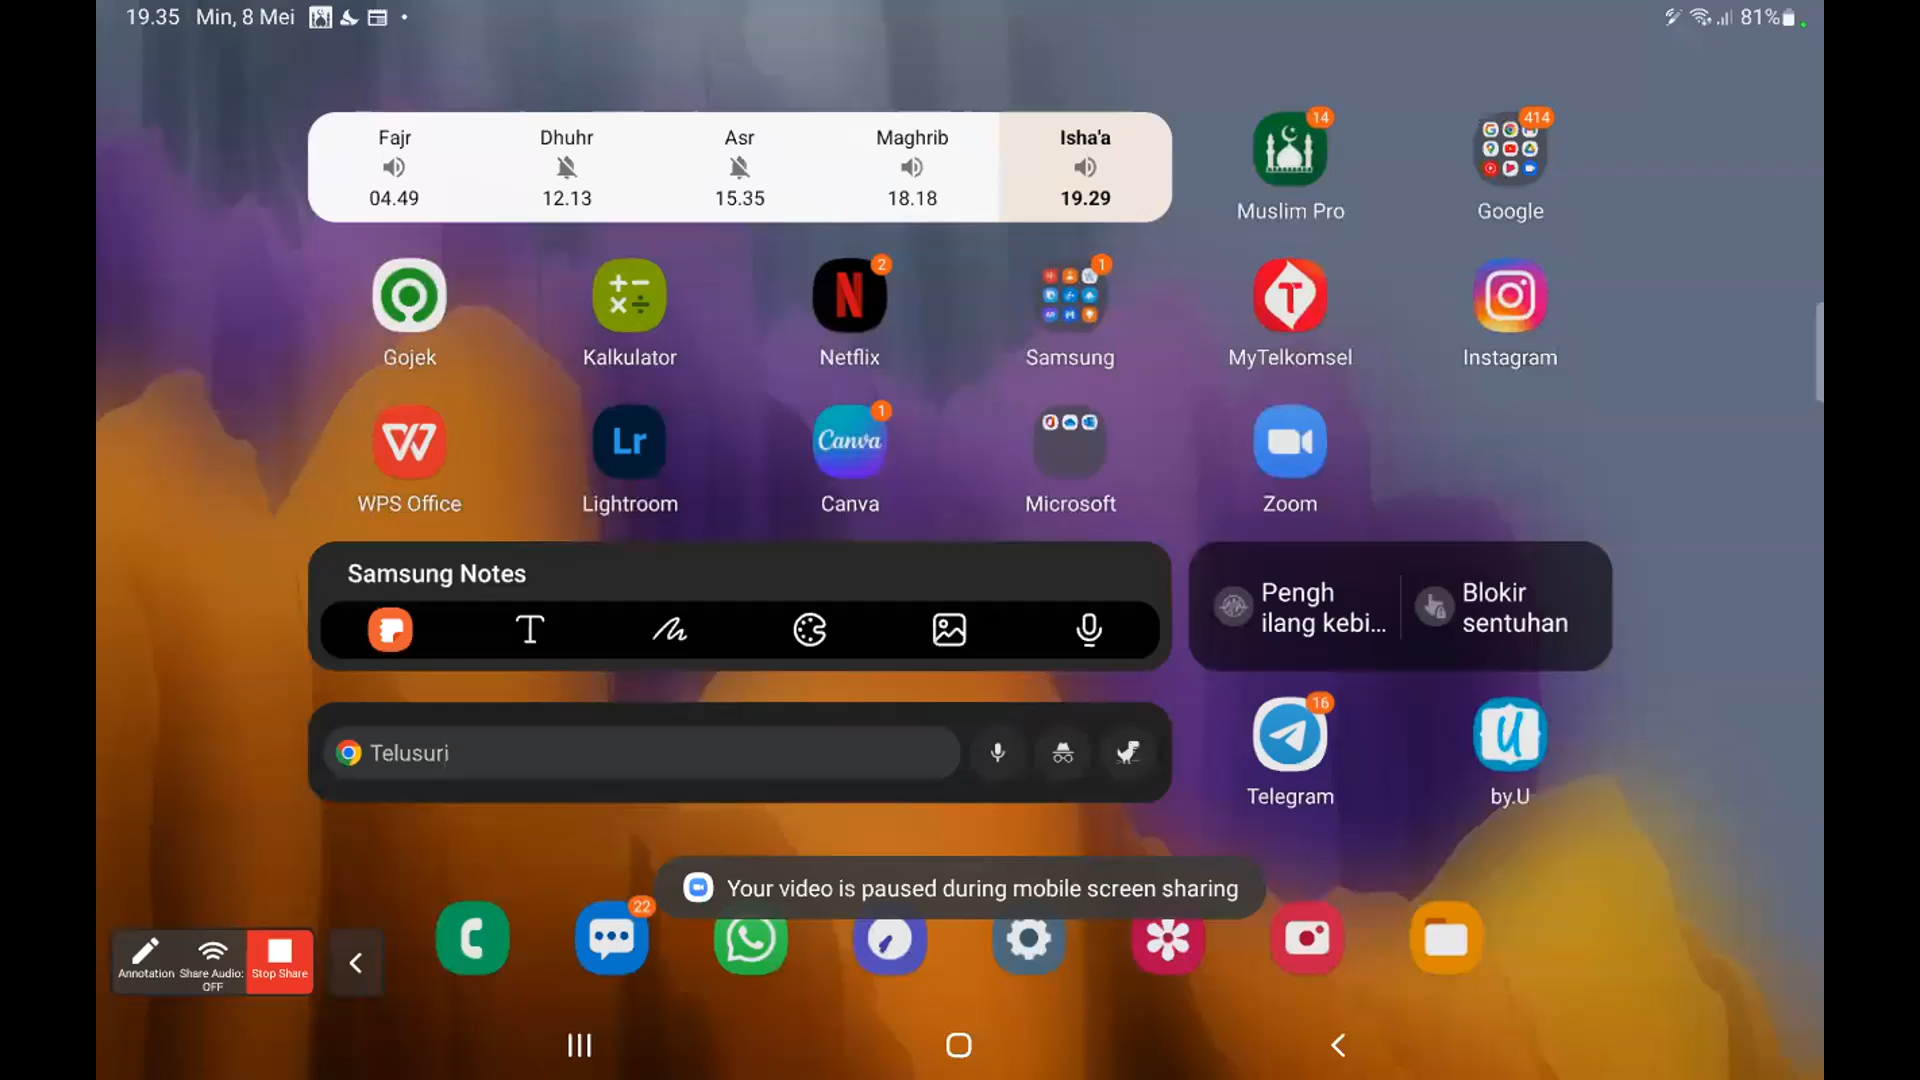 19.35 Min, 8 Mei
81%
Fajr Dhuhr Asr Maghrib Isha'a
04.49 12.13 15.35 18.18 19.29
14
Muslim Pro
414
Google
Gojek
Kalkulator
2
N
Netflix
1
Samsung
T
MyTelkomsel
Instagram
W
WPS Office
Lr
Lightroom
1
Canva
Canva
Microsoft
Zoom
Samsung Notes
T
Pengh
ilang kebi...
Blokir
sentuhan
Telusuri
16
Telegram
U
by.U
Your video is paused during mobile screen sharing
22
Annotation
Share Audio:
OFF
Stop Share